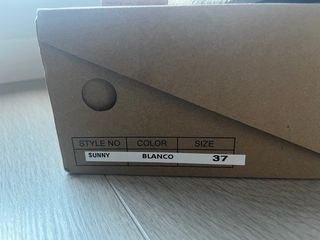 STYLE NO COLOR SIZE
SUNNY BLANCO 37